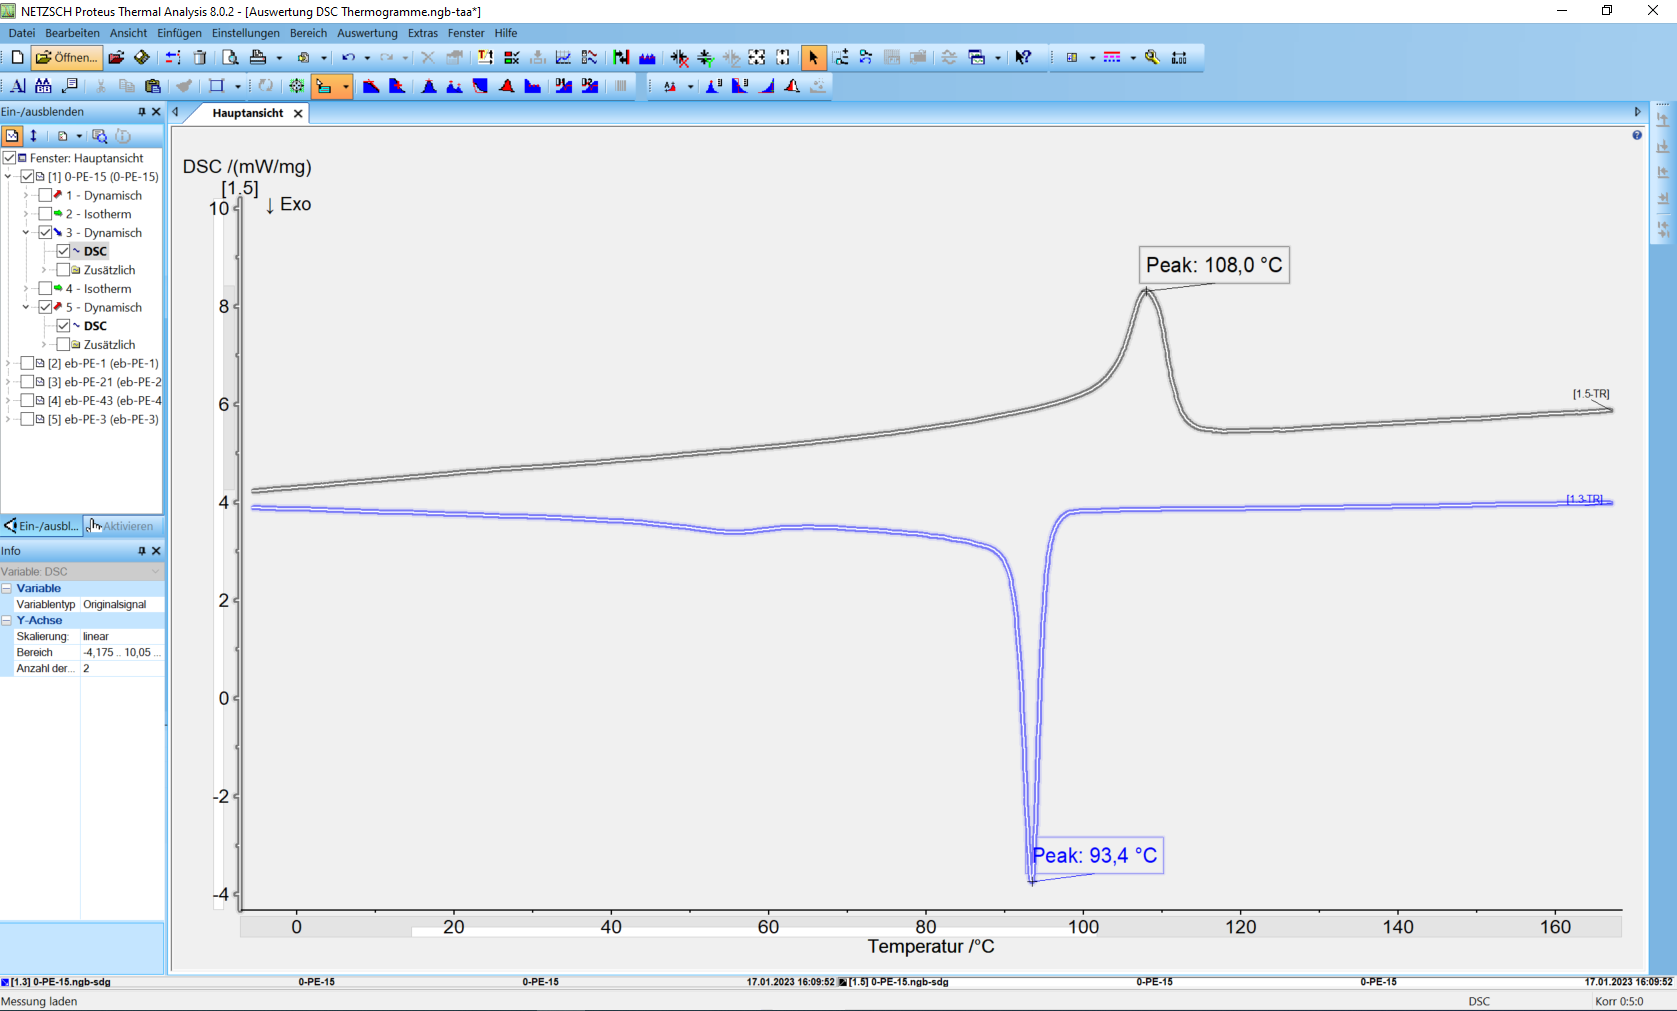 NETZSCH Proteus Thermal Analysis 8.0.2 - [Auswertung DSC Thermogramme.ngb-taa*]
Datei Bearbeiten Ansicht Einfügen Einstellungen Bereich Auswertung Extras Fenster Hilfe
Öffnen...
Ein-/ausblenden
Hauptansicht
Fenster: Hauptansicht
[1] 0-PE-15 (0-PE-15)
1 - Dynamisch
2 - Isotherm
3 - Dynamisch
DSC
Zusätzlich
4 - Isotherm
5 - Dynamisch
DSC
Zusätzlich
[2] eb-PE-1 (eb-PE-1)
[3] eb-PE-21 (eb-PE-2
[4] eb-PE-43 (eb-PE-4
[5] eb-PE-3 (eb-PE-3)
Ein-/ausbl... Aktivieren
Info
Variable: DSC
Variable
Variablentyp Originalsignal
Y-Achse
Skalierung: linear
Bereich -4,175 .. 10,05 ...
Anzahl der... 2
DSC /(mW/mg)
[1.5]
↓ Exo
10
8
6
4
2
0
-2
-4
Peak: 108,0 °C
[1.5-TR]
[1.3-TR]
Peak: 93,4 °C
0 20 40 60 80 100 120 140 160
Temperatur /°C
[1.3] 0-PE-15.ngb-sdg 0-PE-15 0-PE-15 17.01.2023 16:09:52 [1.5] 0-PE-15.ngb-sdg 0-PE-15 0-PE-15 17.01.2023 16:09:52
Messung laden DSC Korr 0:5:0